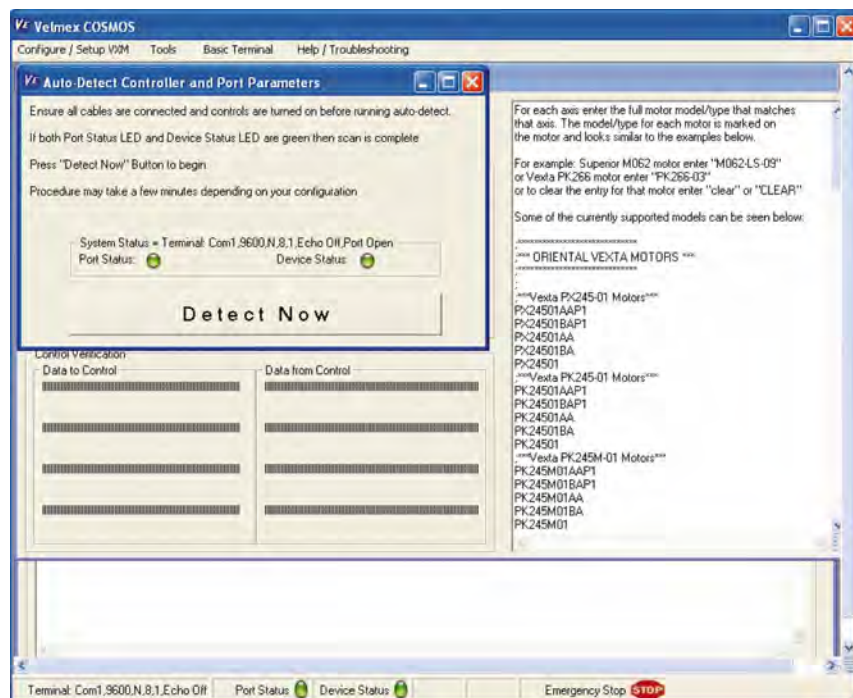 VE Velmex COSMOS
Configure / Setup VXM Tools Basic Terminal Help / Troubleshooting
VE Auto-Detect Controller and Port Parameters
Ensure all cables are connected and controls are turned on before running auto-detect.
If both Port Status LED and Device Status LED are green then scan is complete
Press "Detect Now" Button to begin
Procedure may take a few minutes depending on your configuration
System Status = Terminal: Com1,9600,N,8,1,Echo Off,Port Open
Port Status: Device Status:
Detect Now
Control Verification
Data to Control Data from Control
For each axis enter the full motor model/type that matches
that axis. The model/type for each motor is marked on
the motor and looks similar to the examples below.
For example: Superior M062 motor enter "M062-LS-09"
or Vexta PK266 motor enter "PK266-03"
or to clear the entry for that motor enter "clear" or "CLEAR"
Some of the currently supported models can be seen below:
;*** ORIENTAL VEXTA MOTORS ***
;***Vexta PX245-01 Motors***
PX24501AAP1
PX24501BAP1
PX24501AA
PX24501BA
PX24501
;***Vexta PK245-01 Motors***
PK24501AAP1
PK24501BAP1
PK24501AA
PK24501BA
PK24501
;***Vexta PK245M-01 Motors***
PK245M01AAP1
PK245M01BAP1
PK245M01AA
PK245M01BA
PK245M01
Terminal: Com1,9600,N,8,1,Echo Off Port Status Device Status Emergency Stop STOP